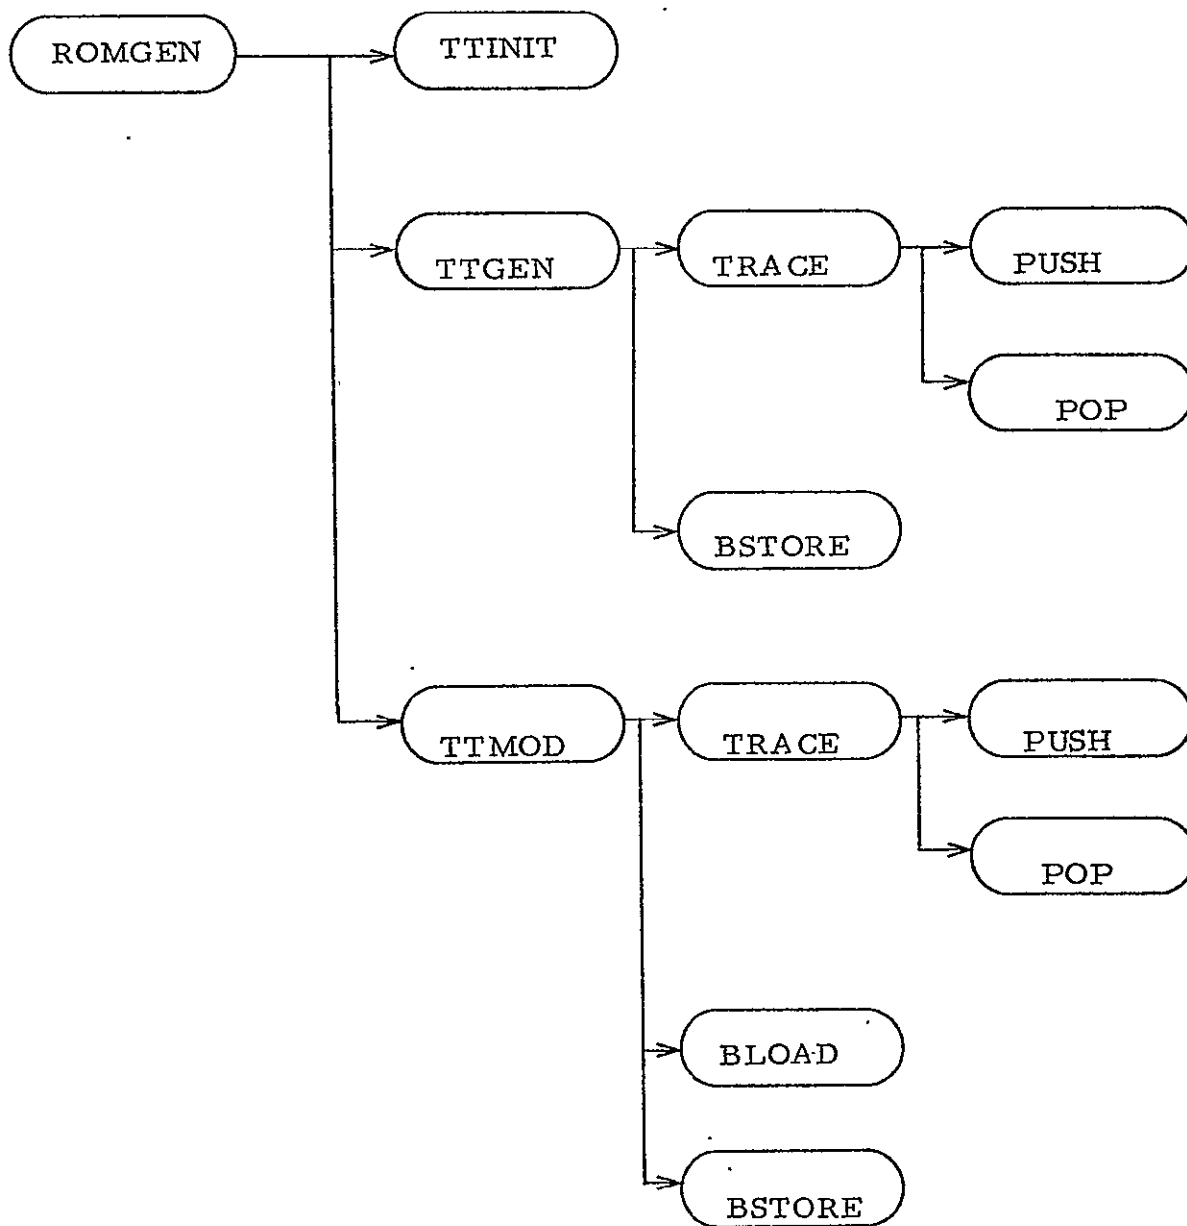 ROMGEN
TTINIT
TTGEN
TRACE
PUSH
POP
BSTORE
TTMOD
TRACE
PUSH
POP
BLOAD
BSTORE